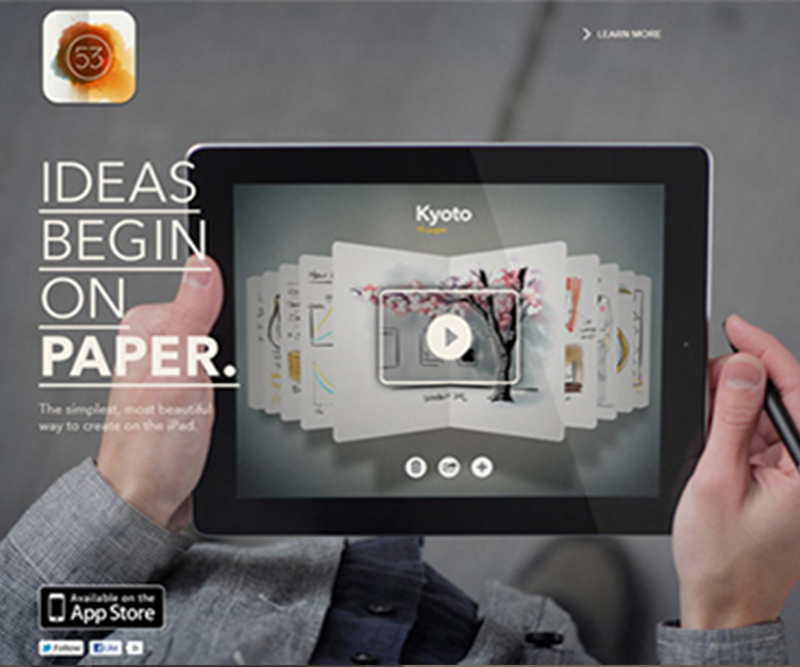 53
LEARN MORE
IDEAS
BEGIN
ON
PAPER.
The simplest, most beautiful
way to create on the iPad.
Kyoto
Available on the
App Store
Follow
Like